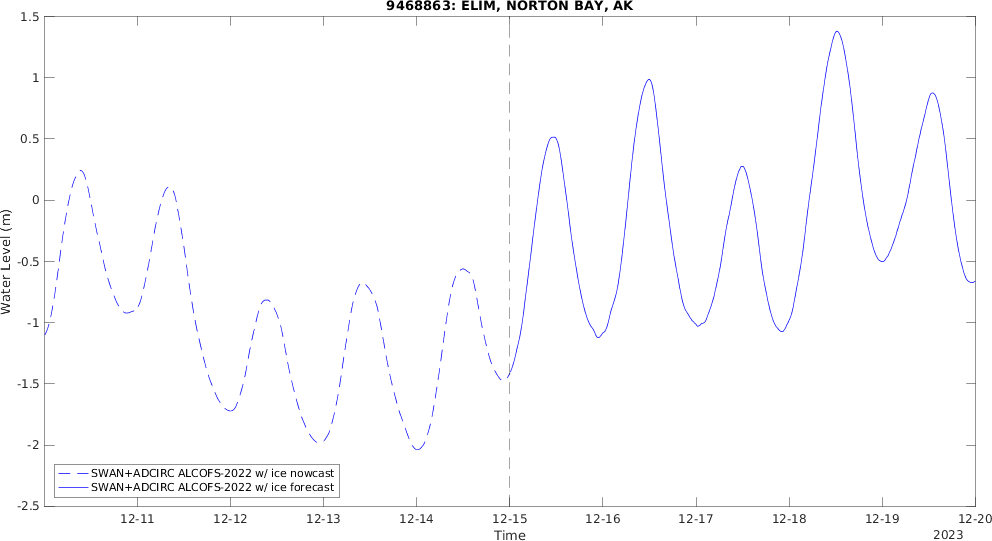 9468863: ELIM, NORTON BAY, AK
1.5
1
0.5
0
-0.5
-1
-1.5
-2
-2.5
Water Level (m)
SWAN+ADCIRC ALCOFS-2022 w/ ice nowcast
SWAN+ADCIRC ALCOFS-2022 w/ ice forecast
12-11 12-12 12-13 12-14 12-15 12-16 12-17 12-18 12-19 12-20
Time
2023